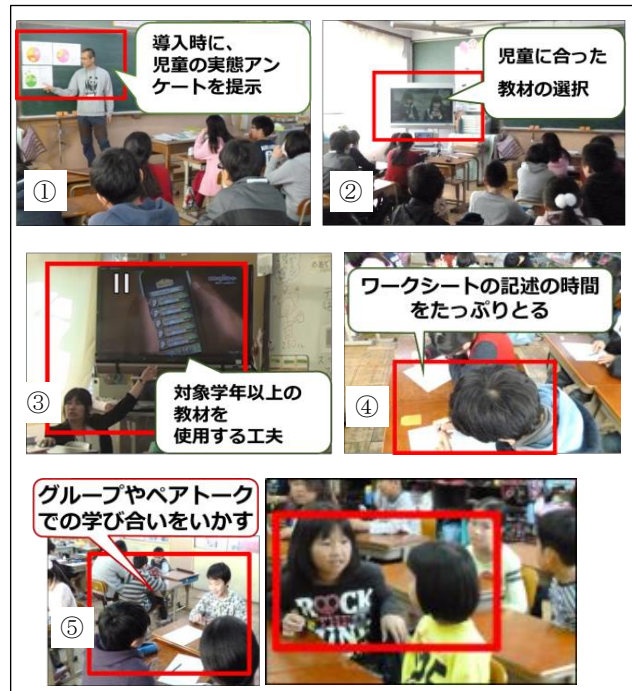 導入時に、
児童の実態アン
ケートを提示
①
児童に合った
教材の選択
②
対象学年以上の
教材を
使用する工夫
③
ワークシートの記述の時間
をたっぷりとる
④
グループやペアトーク
での学び合いをいかす
⑤
ROCK